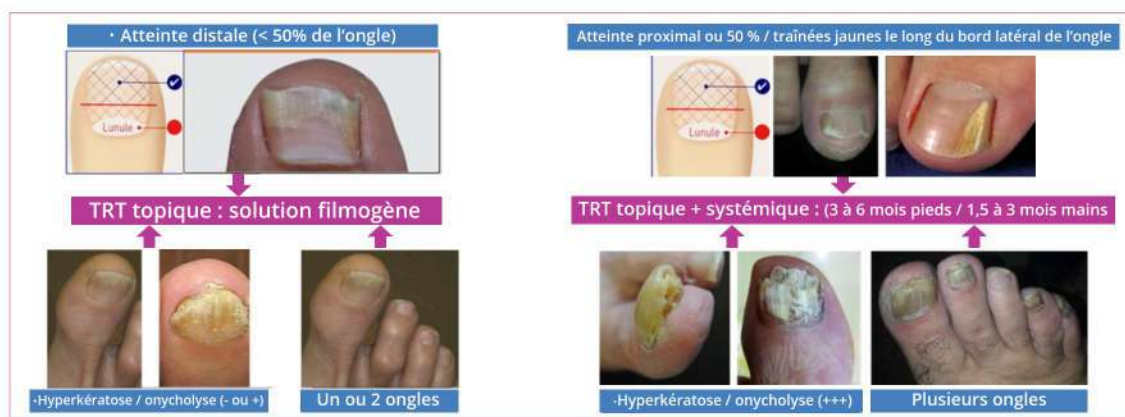 · Atteinte distale (< 50% de l'ongle)
Lunule
TRT topique : solution filmogène
·Hyperkératose / onycholyse (- ou +)
Un ou 2 ongles
Atteinte proximal ou 50 % / traînées jaunes le long du bord latéral de l'ongle
Lunule
TRT topique + systémique : (3 à 6 mois pieds / 1,5 à 3 mois mains
·Hyperkératose / onycholyse (+++)
Plusieurs ongles